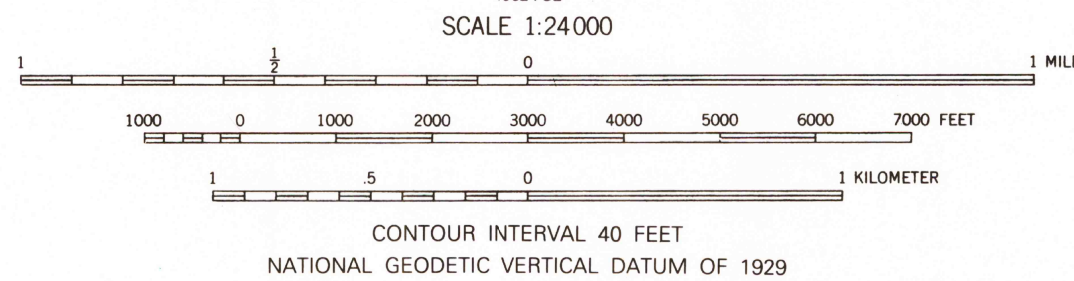 SCALE 1:24000
1 1/2 0 1
1000 0 1000 2000 3000 4000 5000 6000 7000 FEET
1 .5 0 1 KILOMETER
CONTOUR INTERVAL 40 FEET
NATIONAL GEODETIC VERTICAL DATUM OF 1929